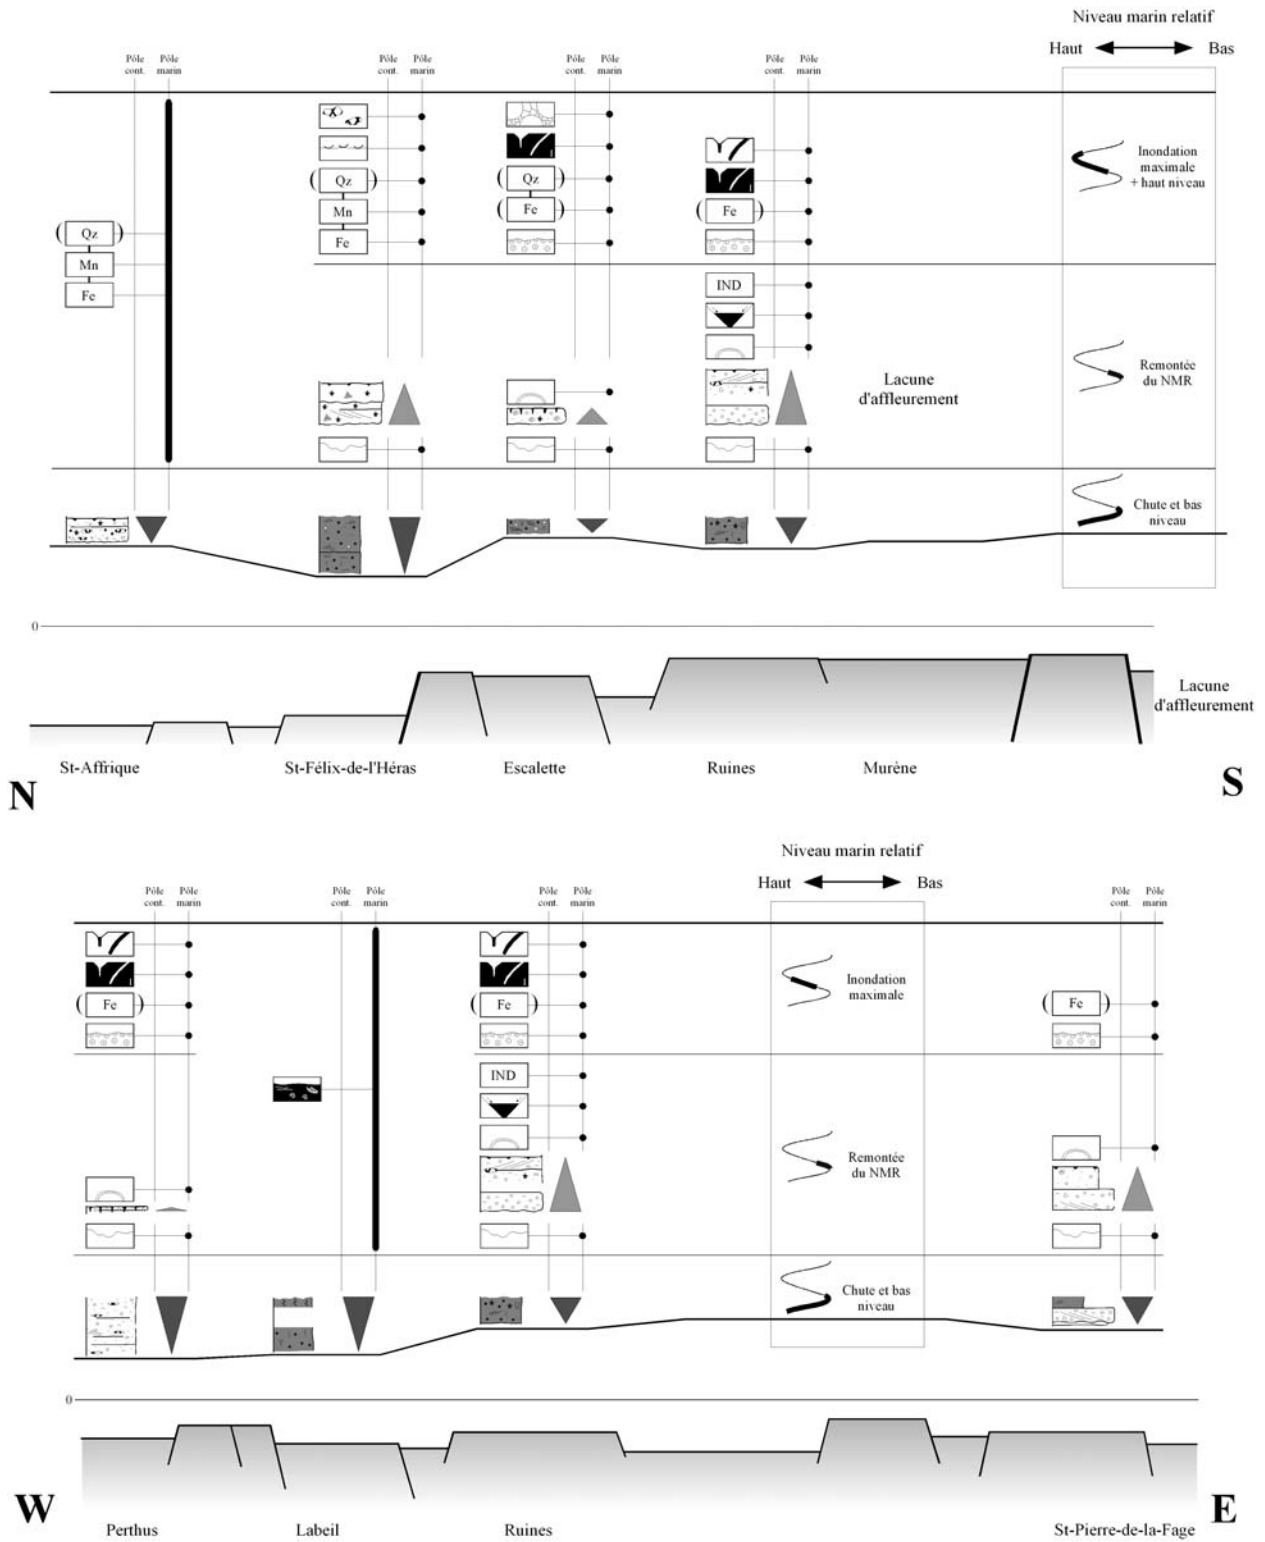 Niveau marin relatif
Haut Bas
Pôle Pôle Pôle Pôle Pôle Pôle Pôle Pôle
cont. marin cont. marin cont. marin cont. marin
Inondation
maximale
+ haut niveau
Qz Qz
Mn Fe Fe
Fe
Qz
Mn
Fe
IND
Remontée
du NMR
Lacune
d'affleurement
Chute et bas
niveau
0
Lacune
d'affleurement
St-Affrique St-Félix-de-l'Héras Escalette Ruines Murène
N S
Niveau marin relatif
Haut Bas
Pôle Pôle Pôle Pôle Pôle Pôle Pôle Pôle
cont. marin cont. marin cont. marin cont. marin
Inondation
maximale
Fe Fe Fe
IND
Remontée
du NMR
Chute et bas
niveau
0
W E
Perthus Labeil Ruines St-Pierre-de-la-Fage